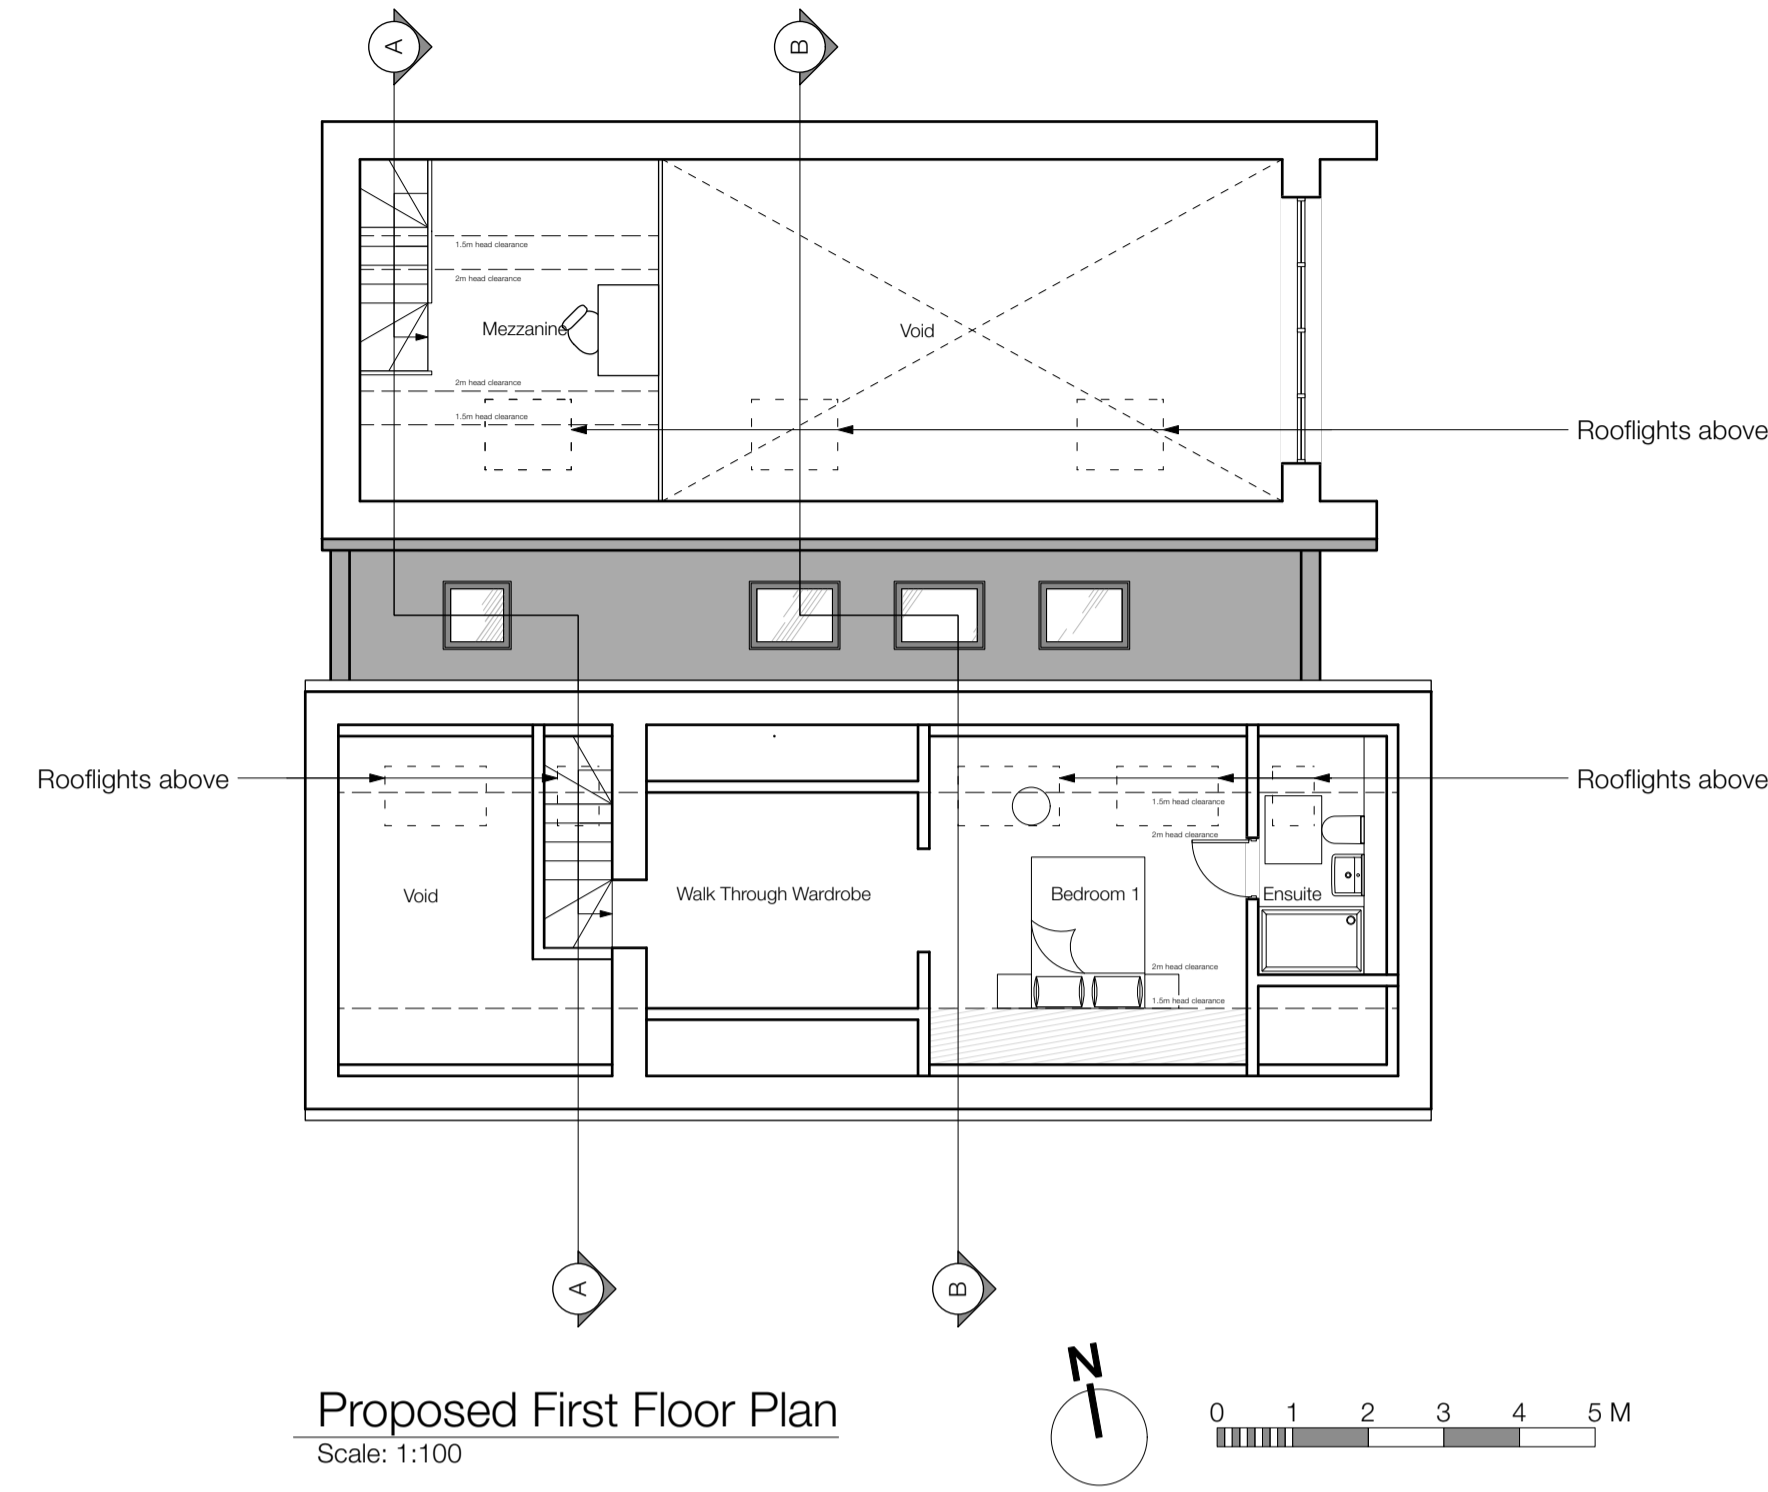 A
B
1.5m head clearance
2m head clearance
Mezzanine
Void
2m head clearance
1.5m head clearance
Rooflights above
Rooflights above
Rooflights above
1.5m head clearance
2m head clearance
Void
Walk Through Wardrobe
Bedroom 1
Ensuite
2m head clearance
1.5m head clearance
A
B
N
Proposed First Floor Plan
Scale: 1:100
0 1 2 3 4 5 M